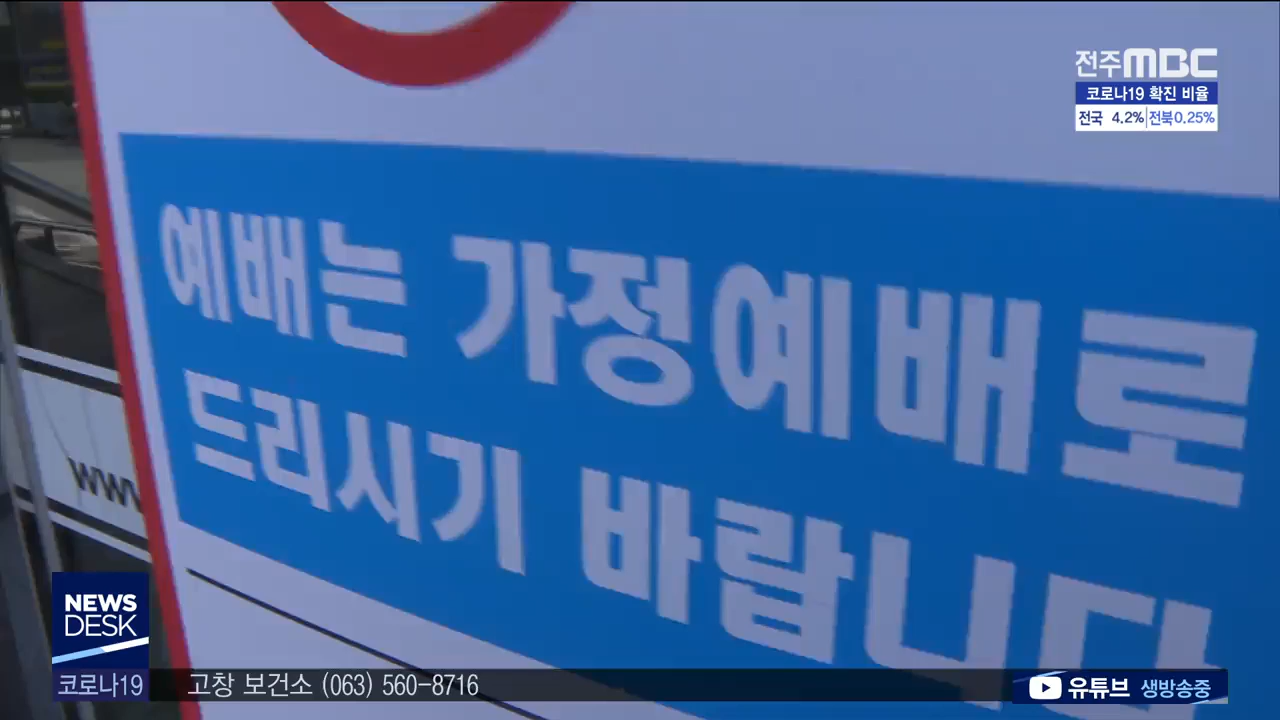 전주MBC
코로나19 확진 비율
전국 4.2% 전북 0.25%
예배는 가정예배로
드리시기 바랍니다
www
NEWS
DESK
코로나19
고창 보건소 (063) 560-8716
유튜브 생방송중